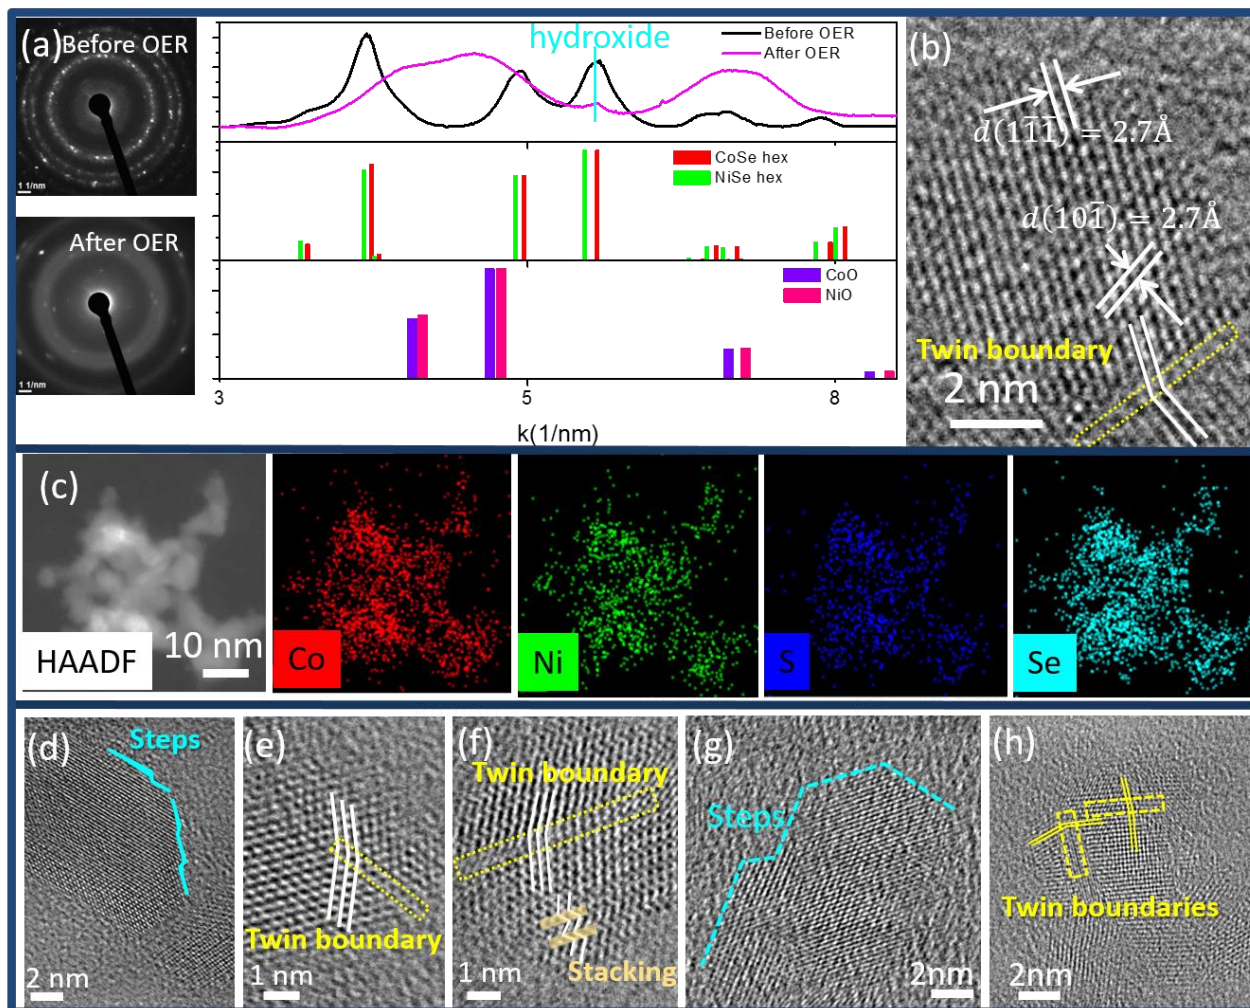 (a)
Before OER
1 1/nm
After OER
1 1/nm
hydroxide
Before OER
After OER
CoSe hex
NiSe hex
CoO
NiO
3
5
8
k(1/nm)
(b)
d(11̅1̅) = 2.7Å
d(101̅) = 2.7Å
Twin boundary
2 nm
(c)
HAADF
10 nm
Co
Ni
S
Se
(d)
Steps
2 nm
(e)
Twin boundary
1 nm
(f)
Twin boundary
Stacking
1 nm
(g)
Steps
2nm
(h)
Twin boundaries
2nm